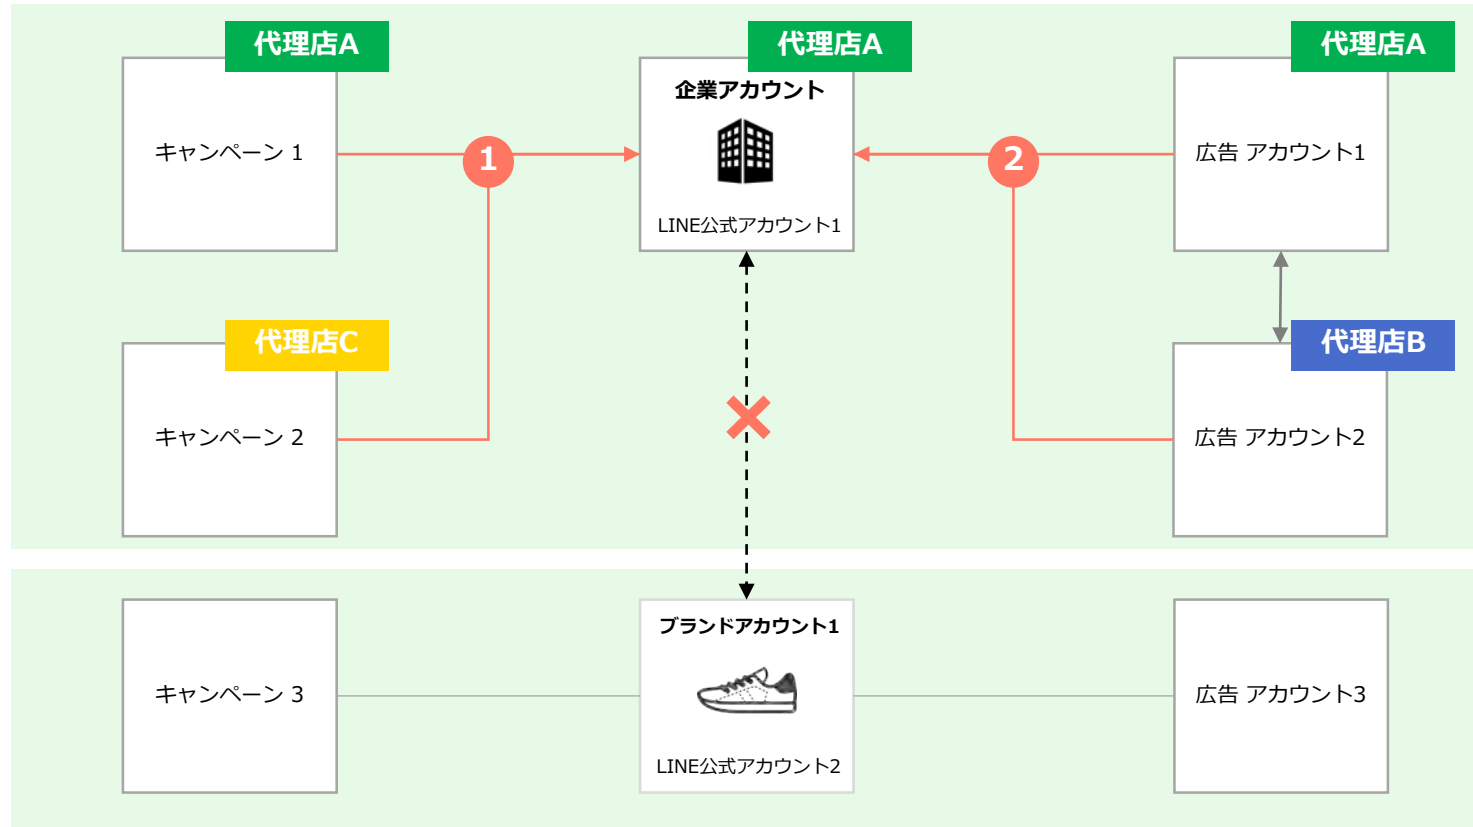 代理店A
代理店A
代理店A
キャンペーン 1
1
企業アカウント
LINE公式アカウント1
2
広告 アカウント1
代理店C
代理店B
キャンペーン 2
広告 アカウント2
キャンペーン 3
ブランドアカウント1
LINE公式アカウント2
広告 アカウント3